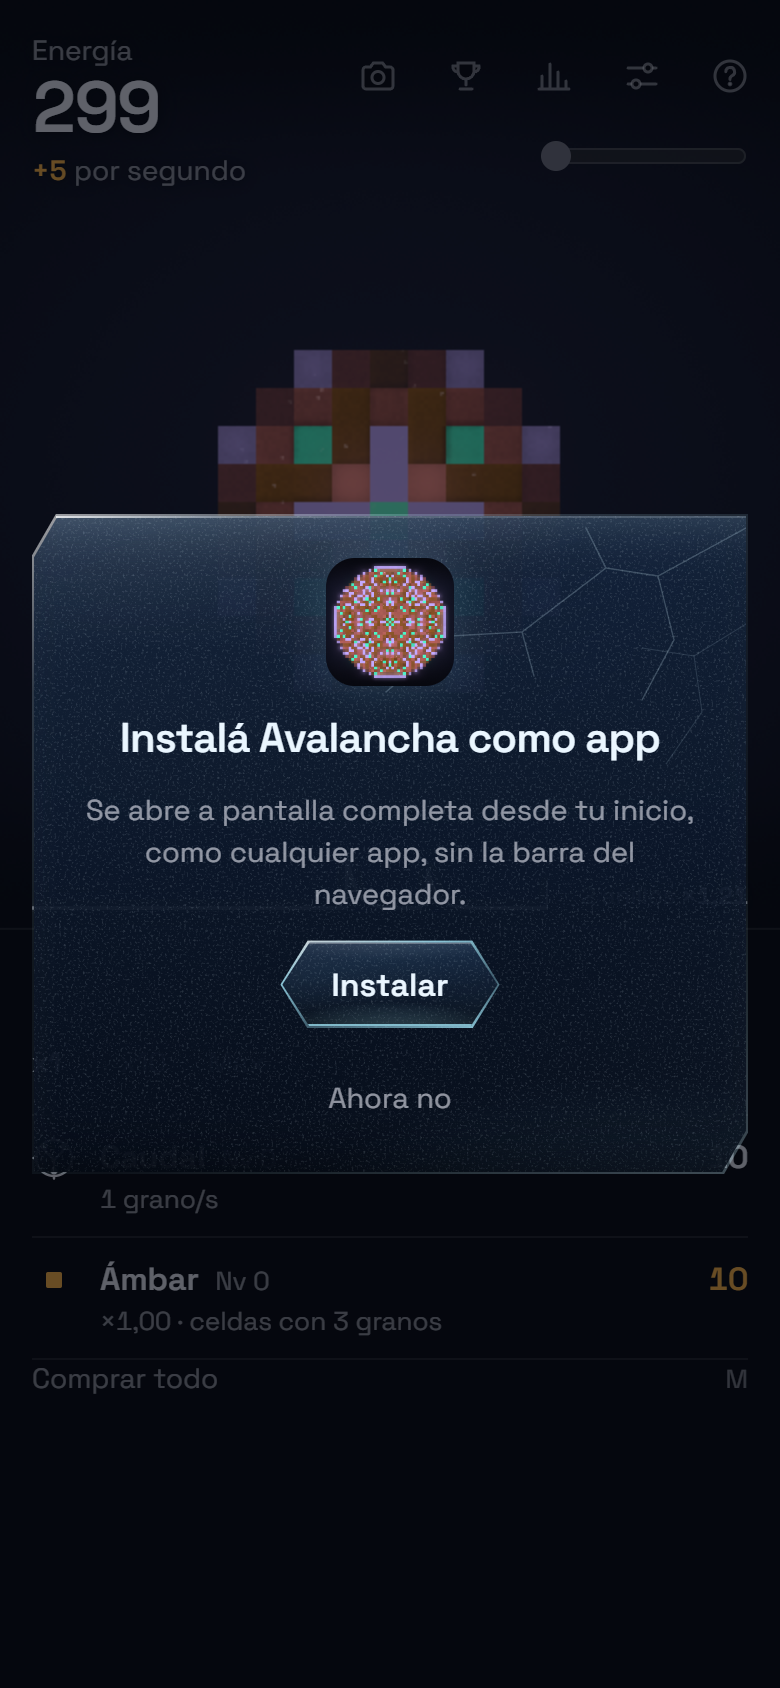 Energía
299
+5 por segundo
Instalá Avalancha como app
Se abre a pantalla completa desde tu inicio,
como cualquier app, sin la barra del
navegador.
Instalar
Ahora no
Caudal
1 grano/s
Ámbar Nv 0 10
×1,00 · celdas con 3 granos
Comprar todo M